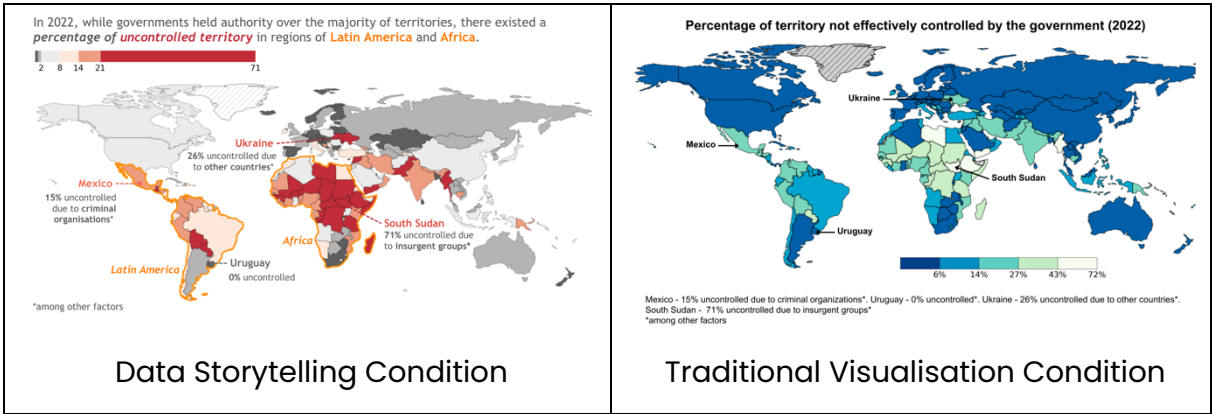 In 2022, while governments held authority over the majority of territories, there existed a
percentage of uncontrolled territory in regions of Latin America and Africa.
2 8 14 21 71
Ukraine
26% uncontrolled due
to other countries*
Mexico
15% uncontrolled
due to criminal
organisations*
South Sudan
71% uncontrolled due
to insurgent groups*
Africa
Uruguay
0% uncontrolled
Latin America
*among other factors
Data Storytelling Condition
Percentage of territory not effectively controlled by the government (2022)
Ukraine
Mexico
South Sudan
Uruguay
6% 14% 27% 43% 72%
Mexico - 15% uncontrolled due to criminal organizations*. Uruguay - 0% uncontrolled*. Ukraine - 26% uncontrolled due to other countries*.
South Sudan - 71% uncontrolled due to insurgent groups*
*among other factors
Traditional Visualisation Condition